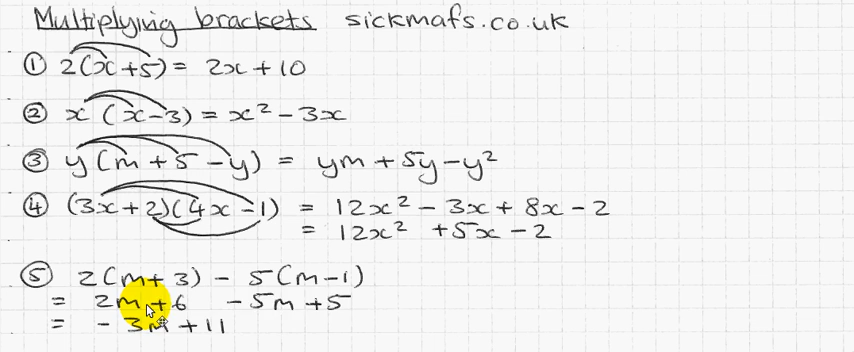 Multiplying brackets sickmafs.co.uk
① 2(x+5) = 2x + 10
② x (x-3) = x² - 3x
③ y(m + 5 - y) = ym + 5y - y²
④ (3x+2)(4x-1) = 12x² - 3x + 8x - 2
= 12x² + 5x - 2
⑤ 2(m+3) - 5(m-1)
= 2m + 6 - 5m + 5
= - 3m + 11